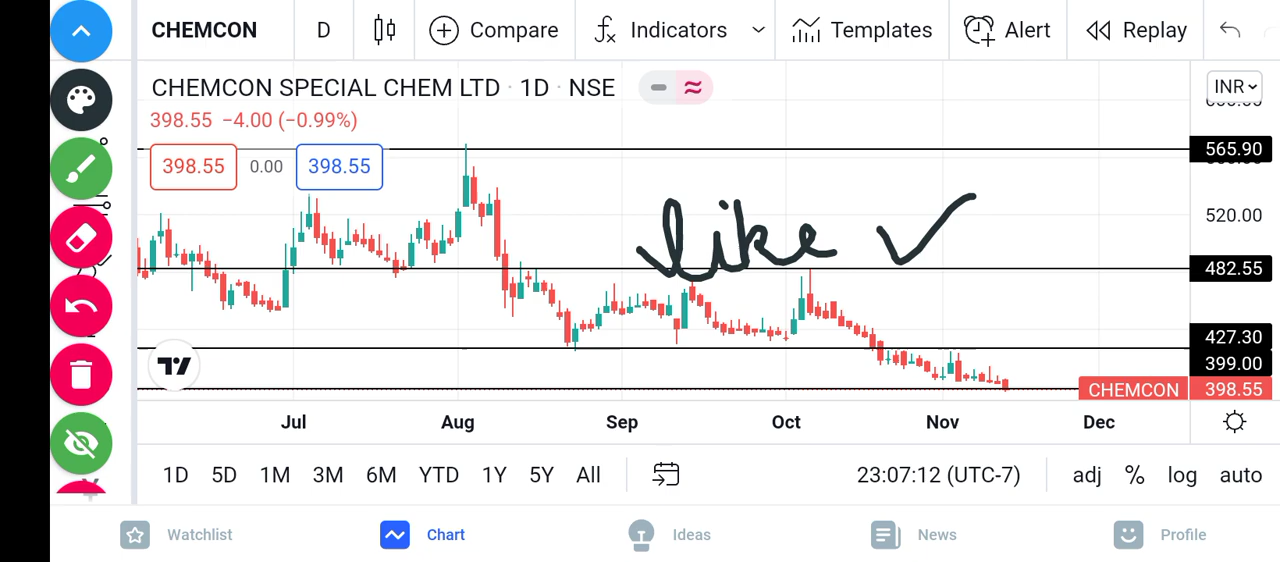 CHEMCON D Compare Indicators Templates Alert Replay
CHEMCON SPECIAL CHEM LTD · 1D · NSE INR
398.55 −4.00 (−0.99%)
565.90
398.55 0.00 398.55
like
520.00
482.55
427.30
399.00
CHEMCON 398.55
Jul Aug Sep Oct Nov Dec
1D 5D 1M 3M 6M YTD 1Y 5Y All 23:07:12 (UTC-7) adj % log auto
Watchlist Chart Ideas News Profile